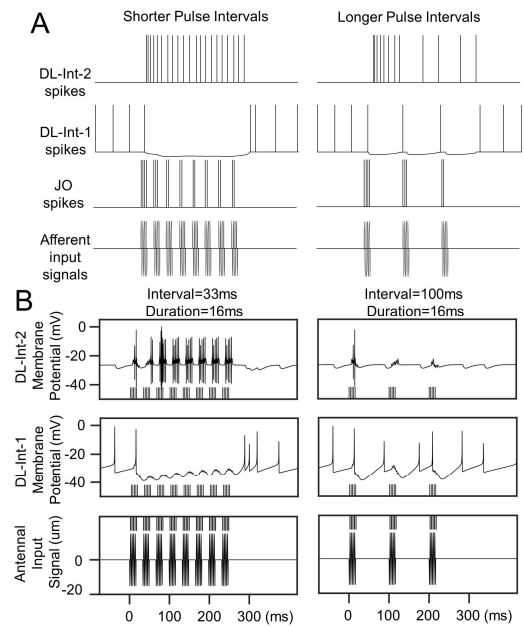 A
Shorter Pulse Intervals
Longer Pulse Intervals
DL-Int-2
spikes
DL-Int-1
spikes
JO
spikes
Afferent
input
signals
B
Interval=33ms
Duration=16ms
Interval=100ms
Duration=16ms
DL-Int-2
Membrane
Potential (mV)
0
-20
-40
DL-Int-1
Membrane
Potential (mV)
0
-20
-40
Antennal
Input
Signal (um)
0
-20
0 100 200 300 (ms)
0 100 200 300 (ms)